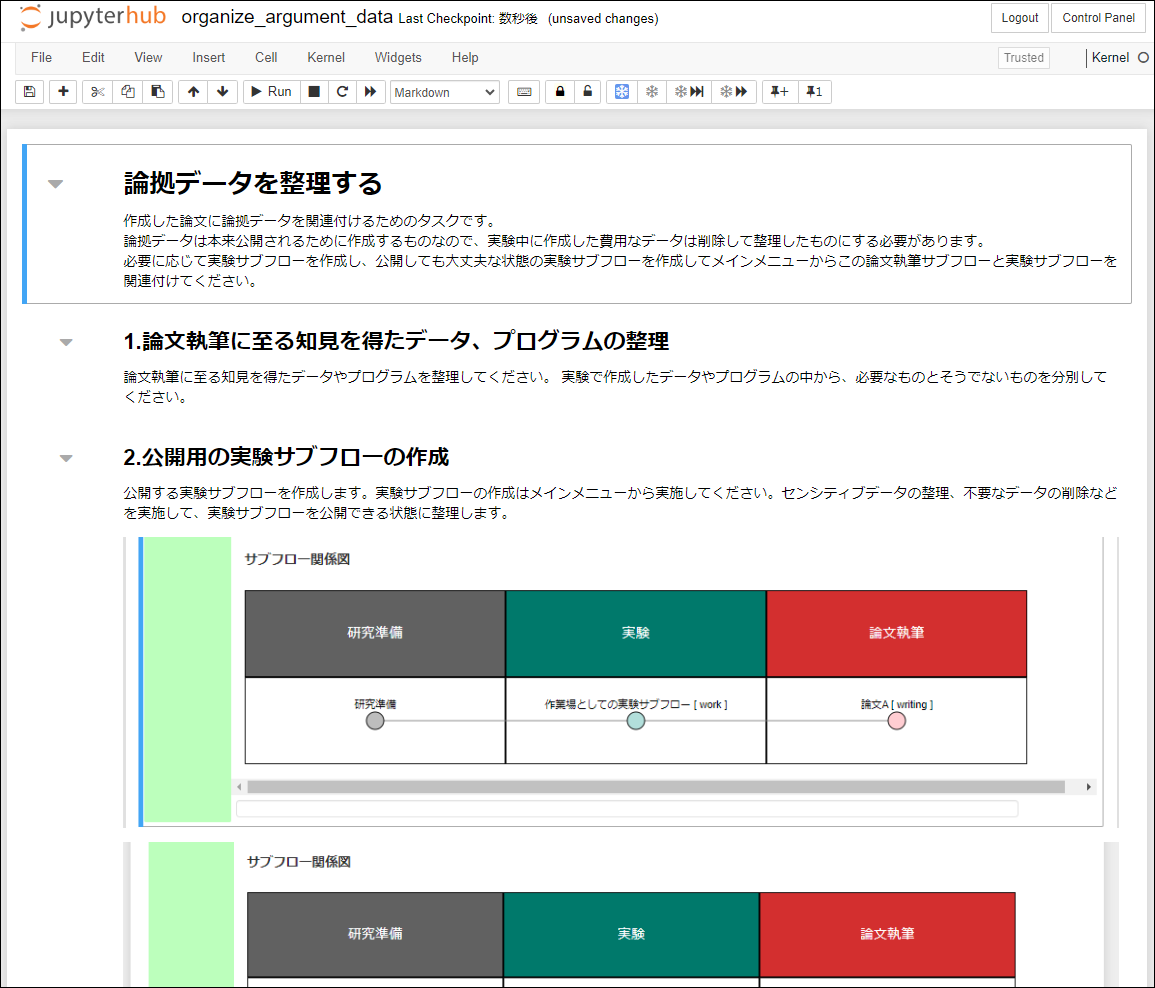 jupyterhub organize_argument_data Last Checkpoint: 数秒後 (unsaved changes) Logout Control Panel
File Edit View Insert Cell Kernel Widgets Help Trusted Kernel
Run Markdown +1
論拠データを整理する
作成した論文に論拠データを関連付けるためのタスクです。
論拠データは本来公開されるために作成するものなので、実験中に作成した費用なデータは削除して整理したものにする必要があります。
必要に応じて実験サブフローを作成し、公開しても大丈夫な状態の実験サブフローを作成してメインメニューからこの論文執筆サブフローと実験サブフローを
関連付けてください。
1.論文執筆に至る知見を得たデータ、プログラムの整理
論文執筆に至る知見を得たデータやプログラムを整理してください。 実験で作成したデータやプログラムの中から、必要なものとそうでないものを分別して
ください。
2.公開用の実験サブフローの作成
公開する実験サブフローを作成します。実験サブフローの作成はメインメニューから実施してください。センシティブデータの整理、不要なデータの削除など
を実施して、実験サブフローを公開できる状態に整理します。
サブフロー関係図
研究準備 実験 論文執筆
研究準備 作業場としての実験サブフロー [ work ] 論文A [ writing ]
サブフロー関係図
研究準備 実験 論文執筆